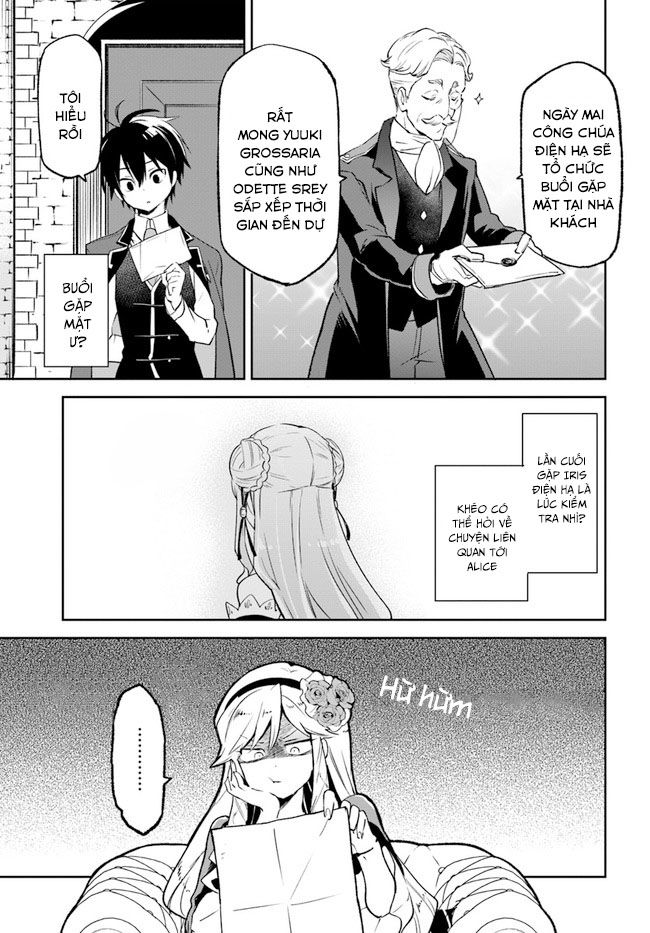 NGÀY MAI
CÔNG CHÚA
ĐIỆN HẠ SẼ
TỔ CHỨC
BUỔI GẶP
MẶT TẠI NHÀ
KHÁCH
RẤT
MONG YUUKI
GROSSARIA
CŨNG NHƯ
ODETTE SREY
SẮP XẾP THỜI
GIAN ĐẾN DỰ
TÔI
HIỂU
RỒI
BUỔI
GẶP
MẶT
Ư?
LẦN CUỐI
GẶP IRIS
ĐIỆN HẠ LÀ
LÚC KIỂM
TRA NHỈ?
KHÉO CÓ
THỂ HỎI VỀ
CHUYỆN LIÊN
QUAN TỚI
ALICE
Hừ hừm
..........